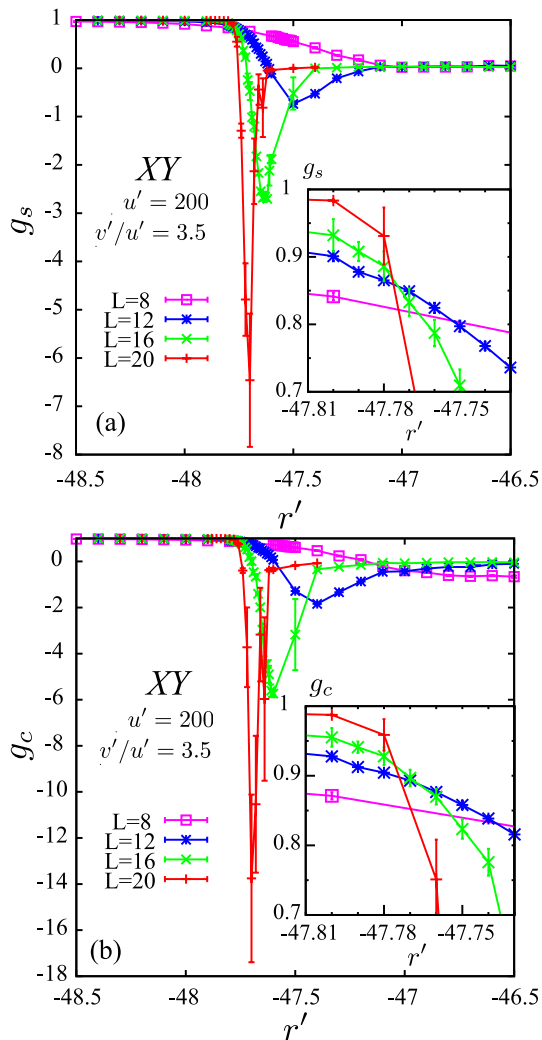 1
0
-1
-2
-3
-4
-5
-6
-7
-8
g_s
XY
u' = 200
v'/u' = 3.5
L=8
L=12
L=16
L=20
(a)
g_s
1
0.9
0.8
0.7
-47.81 -47.78 -47.75
r'
-48.5 -48 -47.5 -47 -46.5
r'
0
-2
-4
-6
-8
-10
-12
-14
-16
-18
g_c
XY
u' = 200
v'/u' = 3.5
L=8
L=12
L=16
L=20
(b)
g_c
1
0.9
0.8
0.7
-47.81 -47.78 -47.75
r'
-48.5 -48 -47.5 -47 -46.5
r'